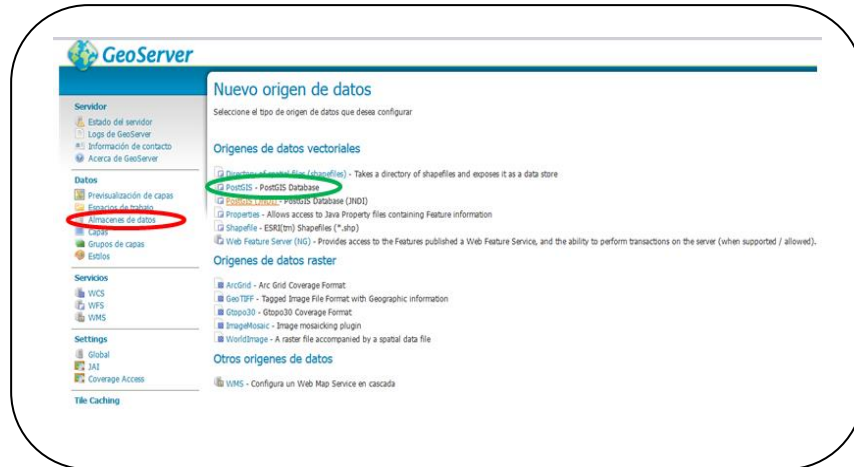 GeoServer
Servidor
Estado del servidor
Logs de GeoServer
Información de contacto
Acerca de GeoServer
Datos
Previsualización de capas
Espacios de trabajo
Almacenes de datos
Capas
Grupos de capas
Estilos
Servicios
WCS
WFS
WMS
Settings
Global
JAI
Coverage Access
Tile Caching
Nuevo origen de datos
Seleccione el tipo de origen de datos que desea configurar
Origenes de datos vectoriales
Directory of spatial files (shapefiles) - Takes a directory of shapefiles and exposes it as a data store
PostGIS - PostGIS Database
PostGIS (JNDI) - PostGIS Database (JNDI)
Properties - Allows access to Java Property files containing Feature information
Shapefile - ESRI(tm) Shapefiles (*.shp)
Web Feature Server (NG) - Provides access to the Features published a Web Feature Service, and the ability to perform transactions on the server (when supported / allowed).
Origenes de datos raster
ArcGrid - Arc Grid Coverage Format
GeoTIFF - Tagged Image File Format with Geographic information
Gtopo30 - Gtopo30 Coverage Format
ImageMosaic - Image mosaicking plugin
WorldImage - A raster file accompanied by a spatial data file
Otros origenes de datos
WMS - Configura un Web Map Service en cascada